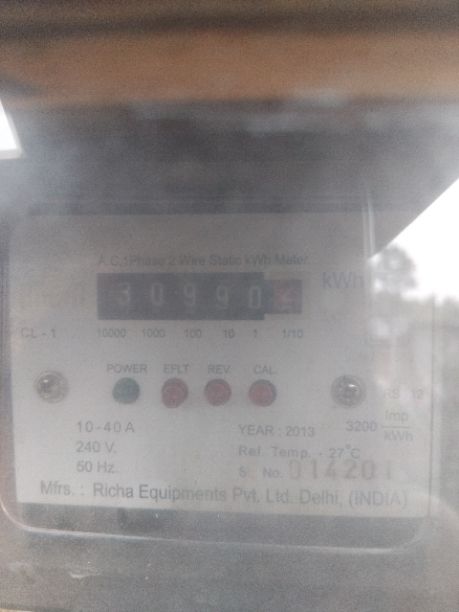 A.C.1Phase 2 Wire Static kWh Meter.
30990 2 kWh
CL - 1 10000 1000 100 10 1 1/10
POWER EFLT REV. CAL.
10-40 A YEAR : 2013 3200 Imp/kWh
240 V. Ref. Temp. - 27°C
50 Hz. S. No. 014201
Mfrs. : Richa Equipments Pvt. Ltd. Delhi, (INDIA)